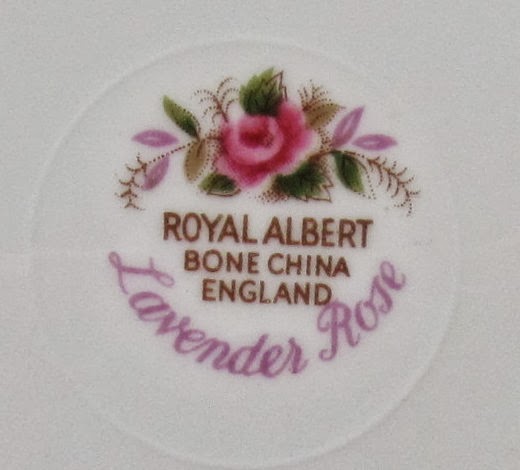 ROYAL ALBERT
BONE CHINA
ENGLAND
Lavender Rose